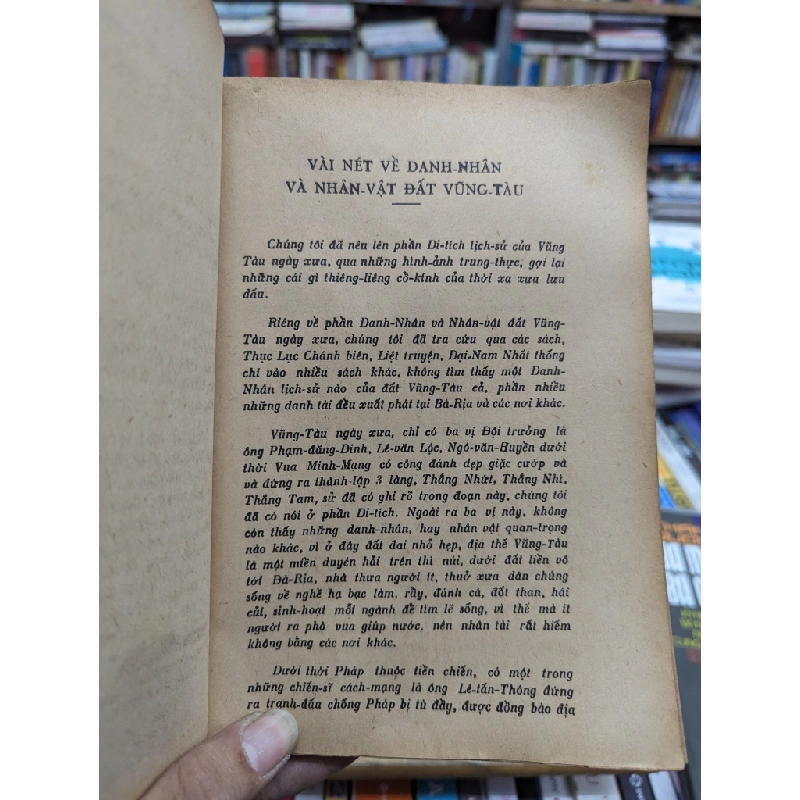 VÀI NÉT VỀ DANH-NHÂN
VÀ NHÂN-VẬT ĐẤT VŨNG-TÀU
Chúng tôi đã nêu lên phần Di-tích lịch-sử của Vũng
Tàu ngày xưa, qua những hình-ảnh trung-thực, gợi lại
những cái gì thiêng-liêng cổ-kính của thời xa xưa lưu
dấu.
Riêng về phần Danh-Nhân và Nhân-vật đất Vũng-
Tàu ngày xưa, chúng tôi đã tra cứu qua các sách,
Thực Lục Chánh biên, Liệt truyện, Đại-Nam Nhất thống
chí vào nhiều sách khác, không tìm thấy một Danh-
Nhân lịch-sử nào của đất Vũng-Tàu cả, phần nhiều
những danh tài đều xuất phát tại Bà-Rịa và các nơi khác.
Vũng-Tàu ngày xưa, chỉ có ba vị Đội trưởng là
ông Phạm-đăng-Đinh, Lê-văn Lộc, Ngô-văn-Huyền dưới
thời Vua Minh-Mạng có công đánh dẹp giặc cướp và
và đứng ra thành-lập 3 làng, Thắng Nhứt, Thắng Nhì,
Thắng Tam, sử đã có ghi rõ trong đoạn này, chúng tôi
đã có nói ở phần Di-tích. Ngoài ra ba vị này, không
còn thấy những danh-nhân, hay nhân vật quan-trọng
nào khác, vì ở đây đất đai nhỏ hẹp, địa thế Vũng-Tàu
là một miền duyên hải trên thì núi, dưới đất liền vô
tới Bà-Rịa, nhà thưa người ít, thuở xưa dân chúng
sống về nghề hạ bạc làm, rẫy, đánh cá, đốt than, hái
củi, sinh-hoạt mỗi ngành để tìm lẽ sống, vì thế mà ít
người ra phò vua giúp nước, nên nhân tài rất hiếm
không bằng các nơi khác.
Dưới thời Pháp thuộc tiền chiến, có một trong
những chiến-sĩ cách-mạng là ông Lê-tấn-Thông đứng
ra tranh-đấu chống Pháp bị tù đầy, được đồng bào địa